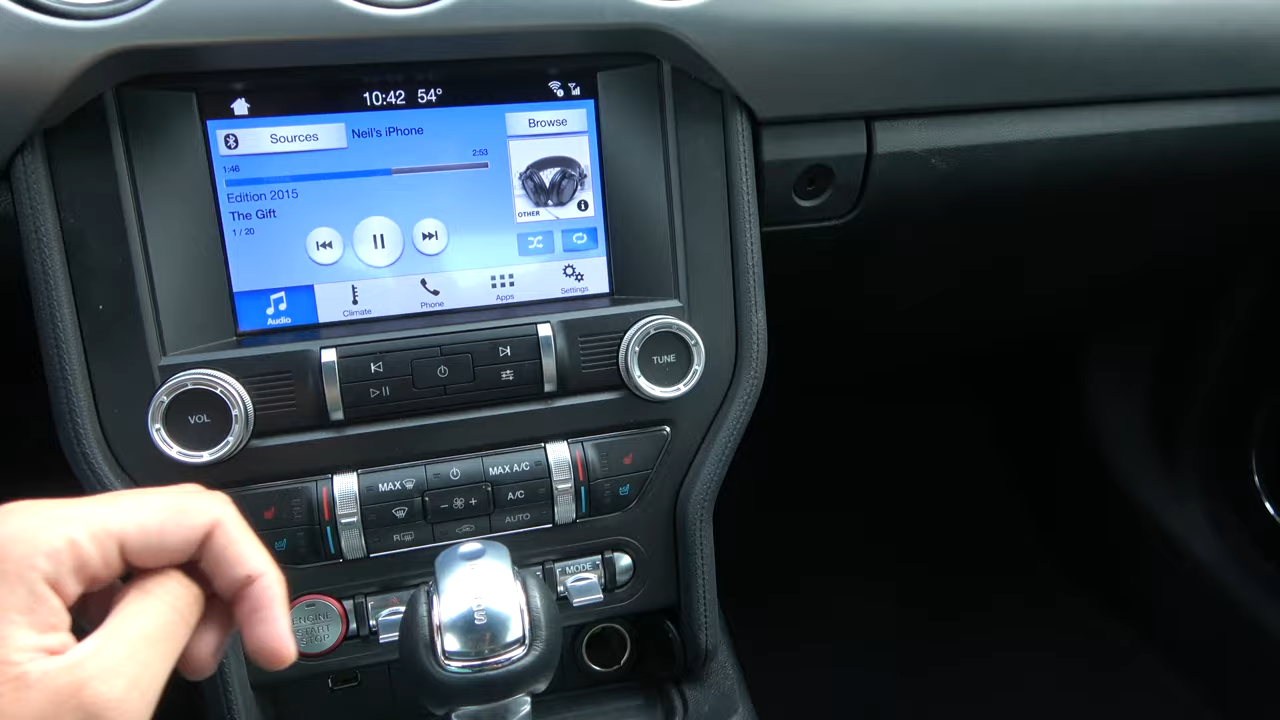 10:42 54°
Sources
Neil's iPhone
Browse
1:46
2:53
Edition 2015
The Gift
1 / 20
OTHER
Audio
Climate
Phone
Apps
Settings
VOL
TUNE
MAX
MAX A/C
A/C
AUTO
R
MODE
ENGINE
START
STOP
S